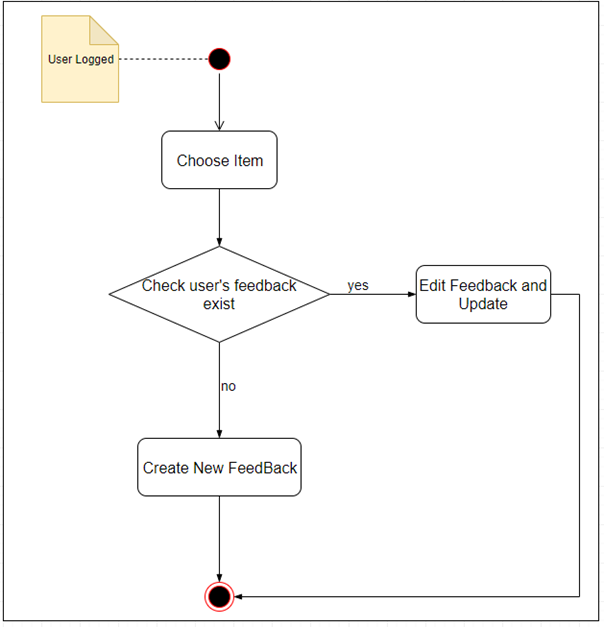 User Logged
Choose Item
Check user's feedback
exist
yes
Edit Feedback and
Update
no
Create New FeedBack